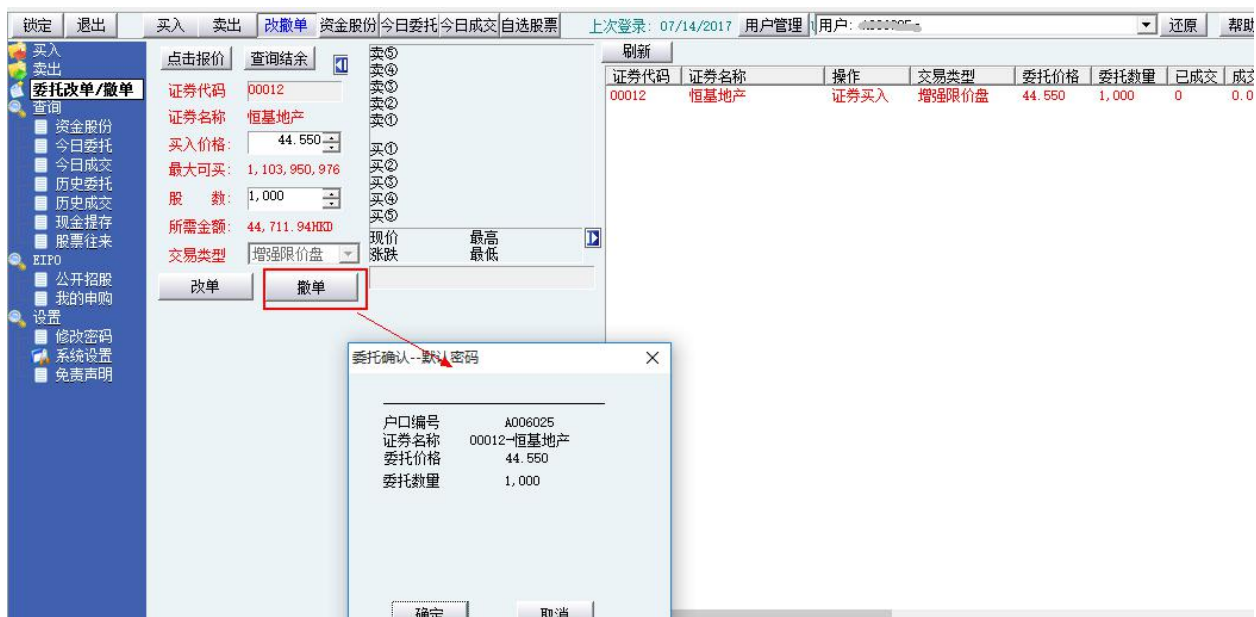 锁定 退出 买入 卖出 改撤单 资金股份 今日委托 今日成交 自选股票 上次登录: 07/14/2017 用户管理 用户: 还原 帮助
买入
卖出
委托改单/撤单
查询
资金股份
今日委托
今日成交
历史委托
历史成交
现金提存
股票往来
EIPO
公开招股
我的申购
设置
修改密码
系统设置
免责声明
点击报价 查询结余
证券代码 00012
证券名称 恒基地产
买入价格: 44.550
最大可买: 1,103,950,976
股 数: 1,000
所需金额: 44,711.94HKD
交易类型 增强限价盘
改单 撤单
卖⑤
卖④
卖③
卖②
卖①
买①
买②
买③
买④
买⑤
现价 最高
涨跌 最低
刷新
证券代码 证券名称 操作 交易类型 委托价格 委托数量 已成交 成交
00012 恒基地产 证券买入 增强限价盘 44.550 1,000 0 0.0
委托确认--默认密码
户口编号 A006025
证券名称 00012-恒基地产
委托价格 44.550
委托数量 1,000
确定 取消